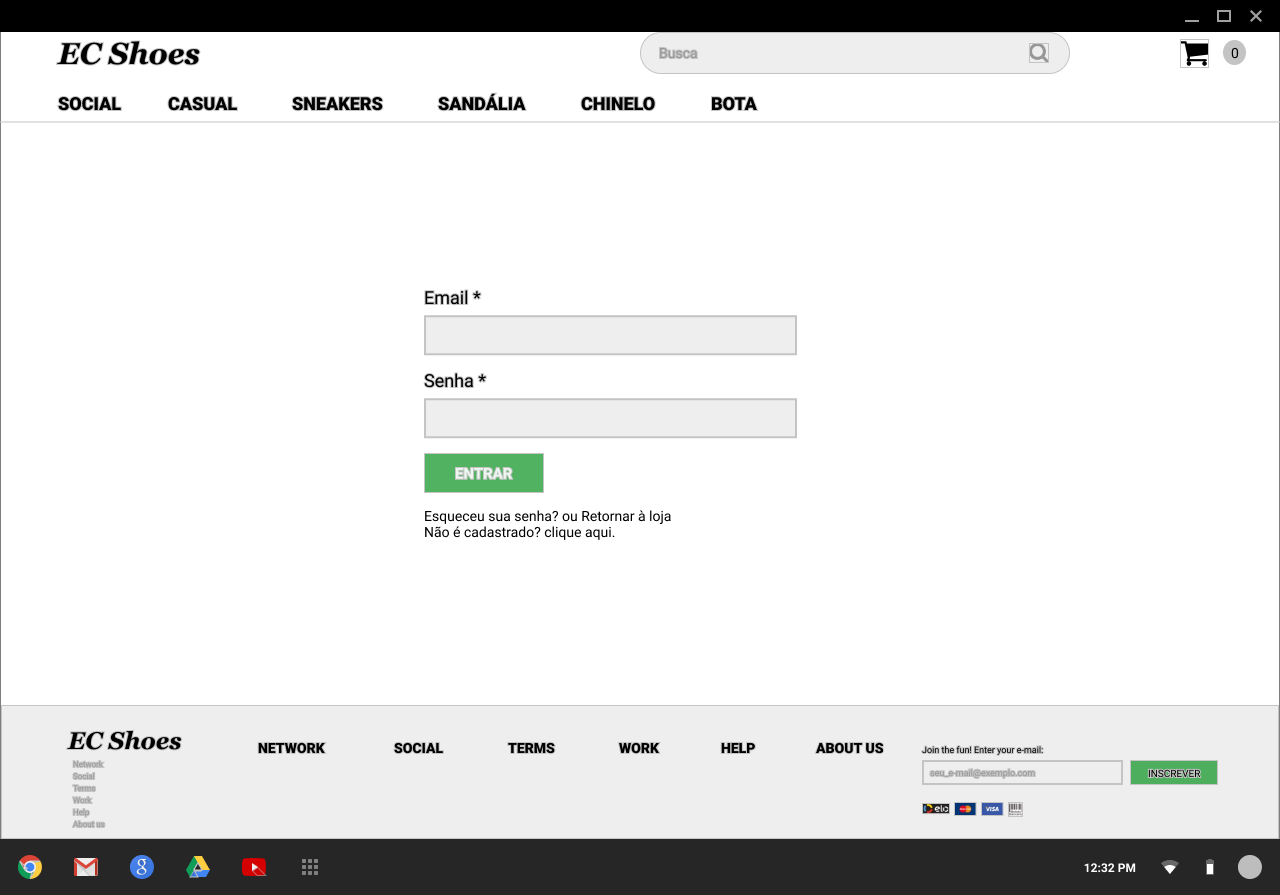 EC Shoes
Busca
0
SOCIAL CASUAL SNEAKERS SANDÁLIA CHINELO BOTA
Email *
Senha *
ENTRAR
Esqueceu sua senha? ou Retornar à loja
Não é cadastrado? clique aqui.
EC Shoes
Network
Social
Terms
Work
Help
About us
NETWORK SOCIAL TERMS WORK HELP ABOUT US
Join the fun! Enter your e-mail:
seu_e-mail@exemplo.com
INSCREVER
elo
VISA
12:32 PM